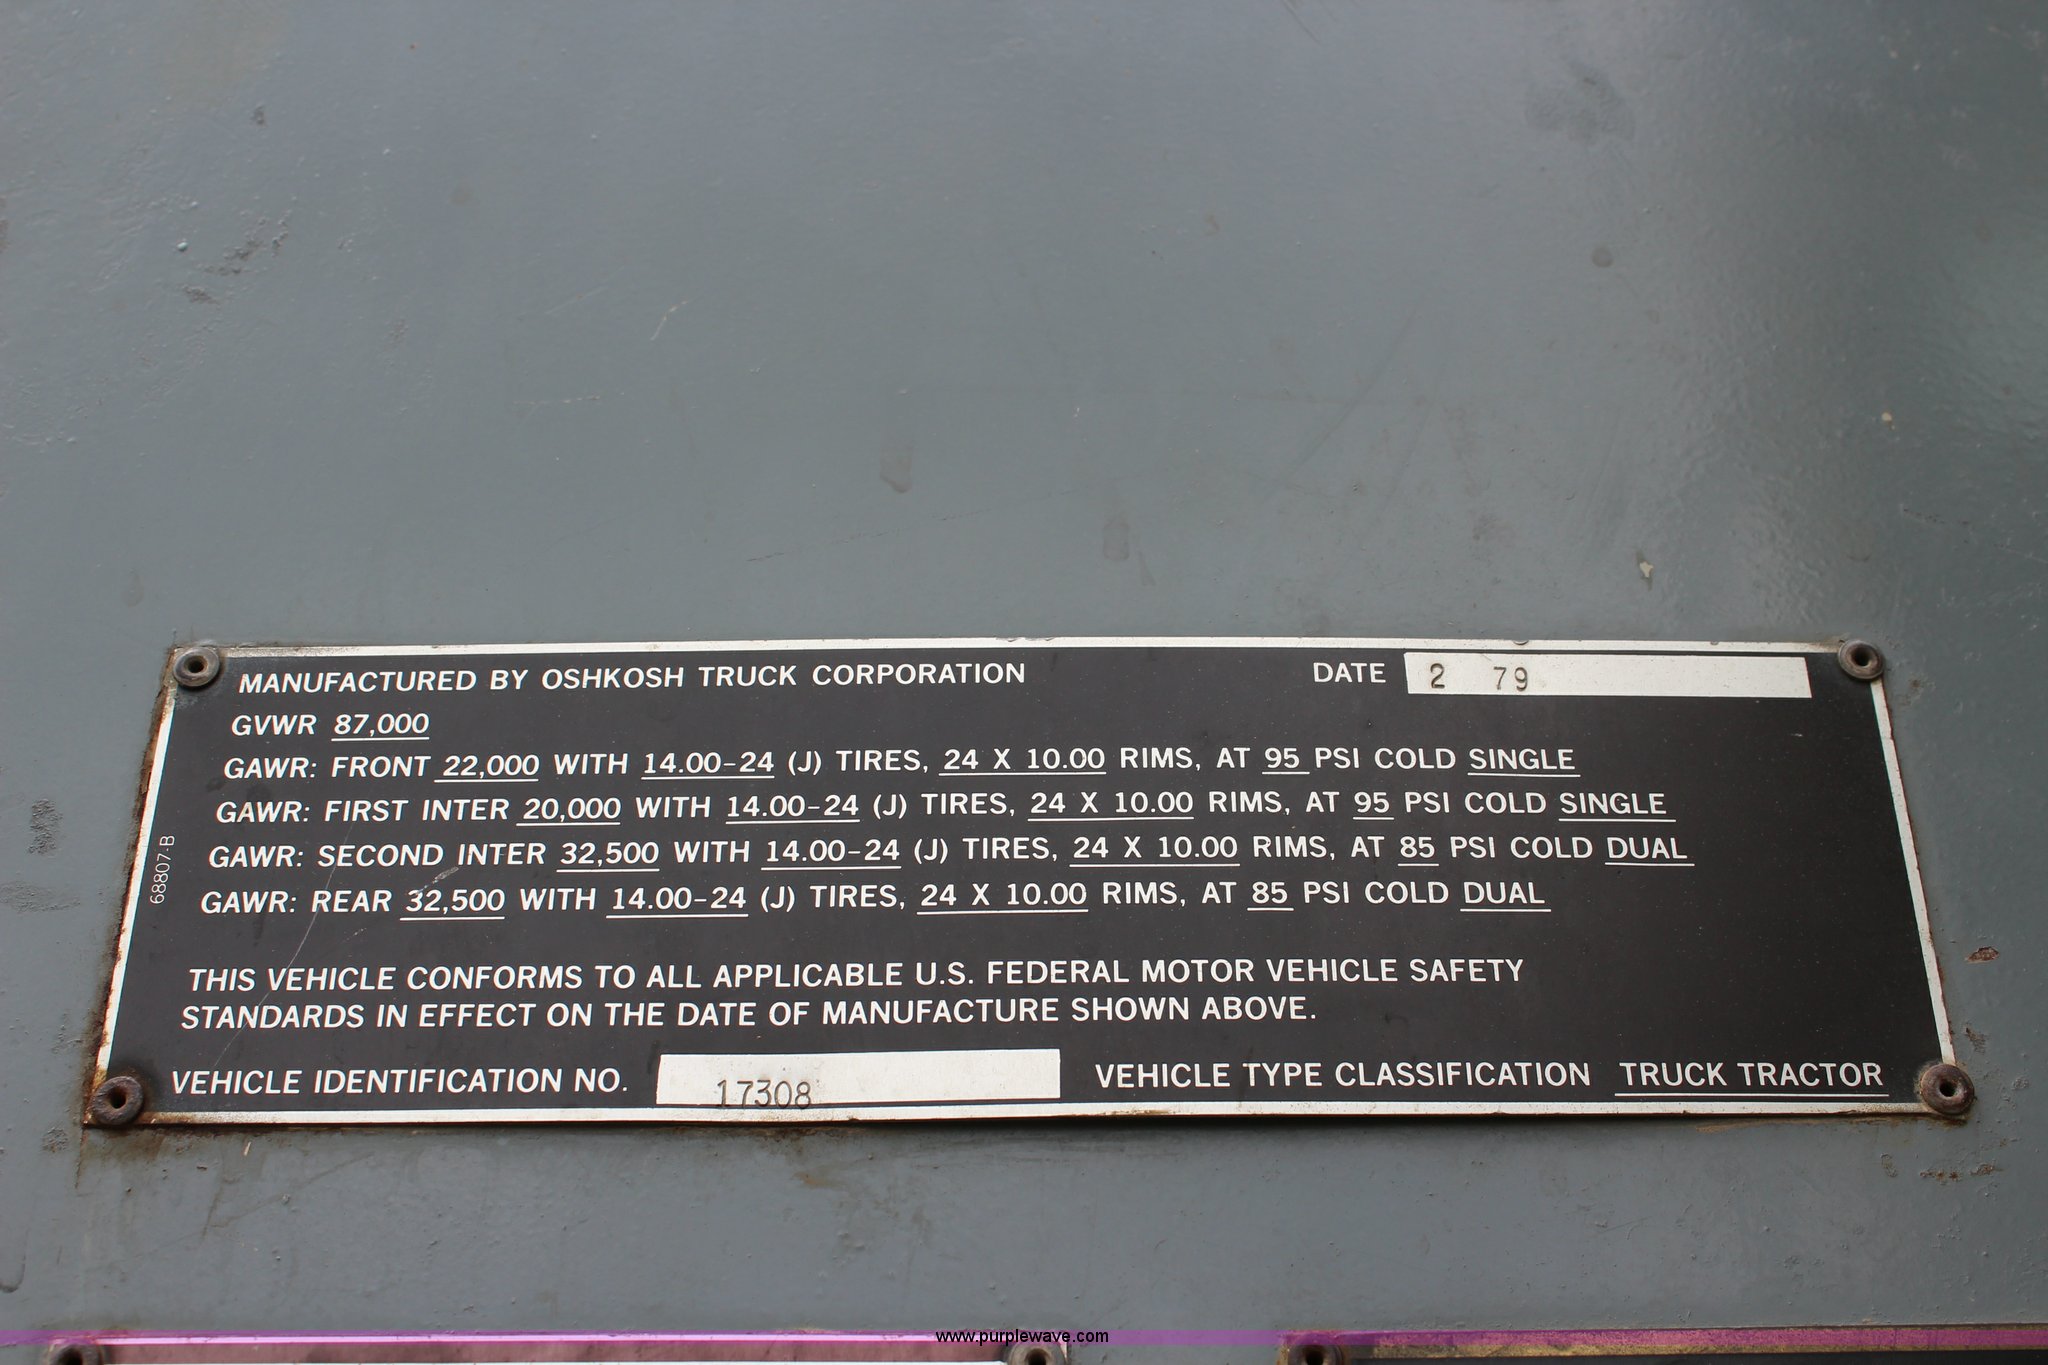 MANUFACTURED BY OSHKOSH TRUCK CORPORATION DATE 2 79
GVWR 87,000
GAWR: FRONT 22,000 WITH 14.00-24 (J) TIRES, 24 X 10.00 RIMS, AT 95 PSI COLD SINGLE
GAWR: FIRST INTER 20,000 WITH 14.00-24 (J) TIRES, 24 X 10.00 RIMS, AT 95 PSI COLD SINGLE
GAWR: SECOND INTER 32,500 WITH 14.00-24 (J) TIRES, 24 X 10.00 RIMS, AT 85 PSI COLD DUAL
GAWR: REAR 32,500 WITH 14.00-24 (J) TIRES, 24 X 10.00 RIMS, AT 85 PSI COLD DUAL
68807-B
THIS VEHICLE CONFORMS TO ALL APPLICABLE U.S. FEDERAL MOTOR VEHICLE SAFETY
STANDARDS IN EFFECT ON THE DATE OF MANUFACTURE SHOWN ABOVE.
VEHICLE IDENTIFICATION NO. 17308 VEHICLE TYPE CLASSIFICATION TRUCK TRACTOR
www.purplewave.com